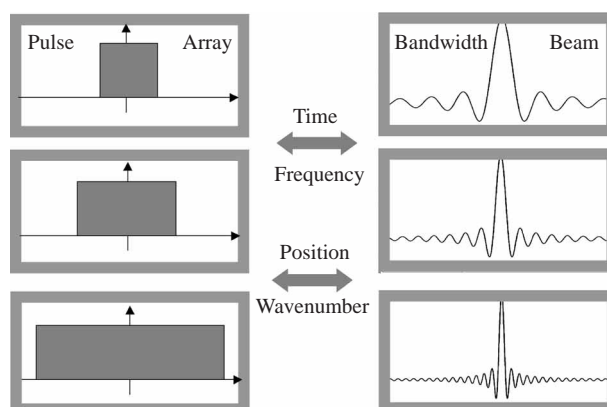 Pulse Array
Bandwidth Beam
Time
Frequency
Position
Wavenumber